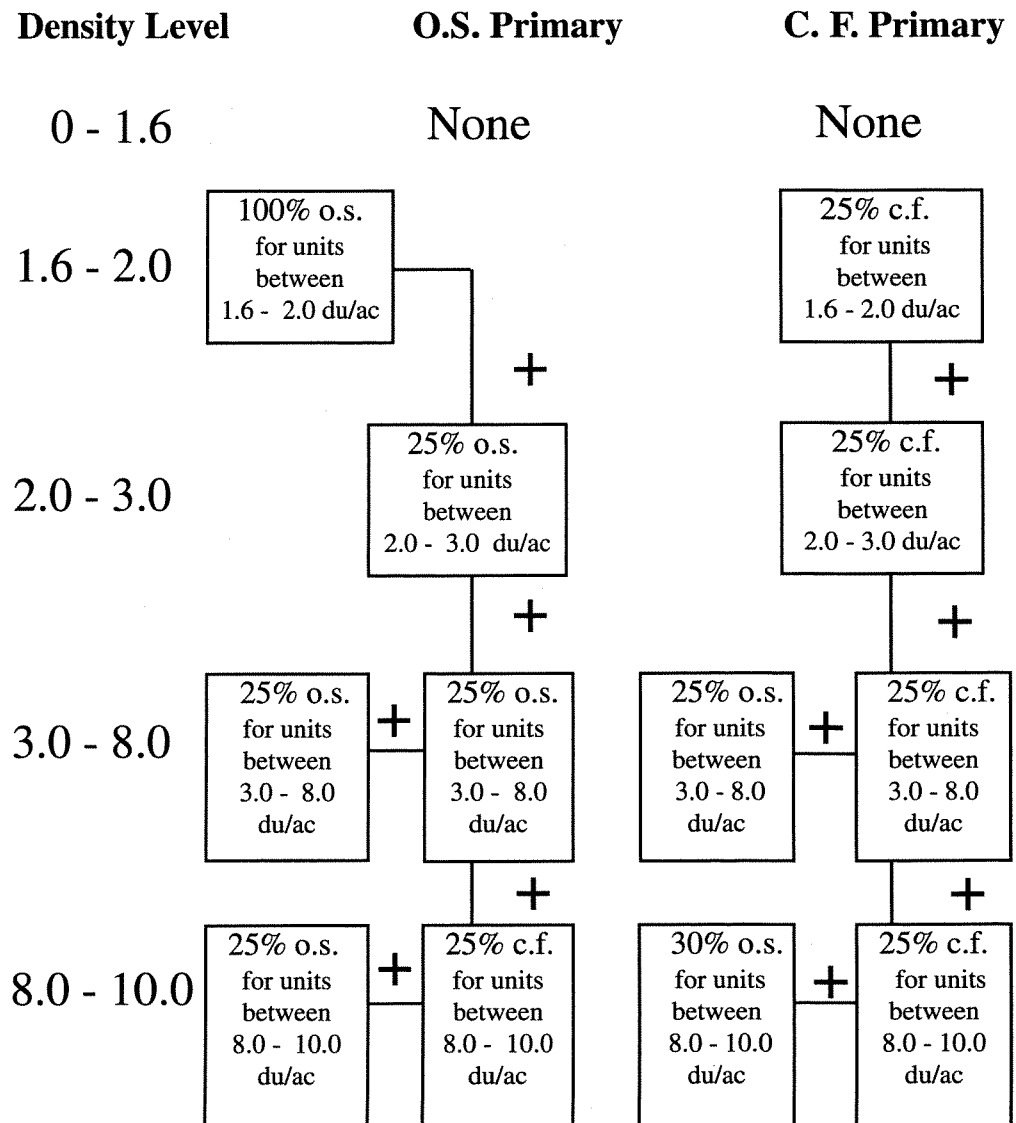 Density Level O.S. Primary C. F. Primary
0 - 1.6 None None
1.6 - 2.0
100% o.s.
for units
between
1.6 - 2.0 du/ac
25% c.f.
for units
between
1.6 - 2.0 du/ac
+
+
2.0 - 3.0
25% o.s.
for units
between
2.0 - 3.0 du/ac
25% c.f.
for units
between
2.0 - 3.0 du/ac
+
+
3.0 - 8.0
25% o.s.
for units
between
3.0 - 8.0
du/ac
+
25% o.s.
for units
between
3.0 - 8.0
du/ac
25% o.s.
for units
between
3.0 - 8.0
du/ac
+
25% c.f.
for units
between
3.0 - 8.0
du/ac
+
+
8.0 - 10.0
25% o.s.
for units
between
8.0 - 10.0
du/ac
+
25% c.f.
for units
between
8.0 - 10.0
du/ac
30% o.s.
for units
between
8.0 - 10.0
du/ac
+
25% c.f.
for units
between
8.0 - 10.0
du/ac